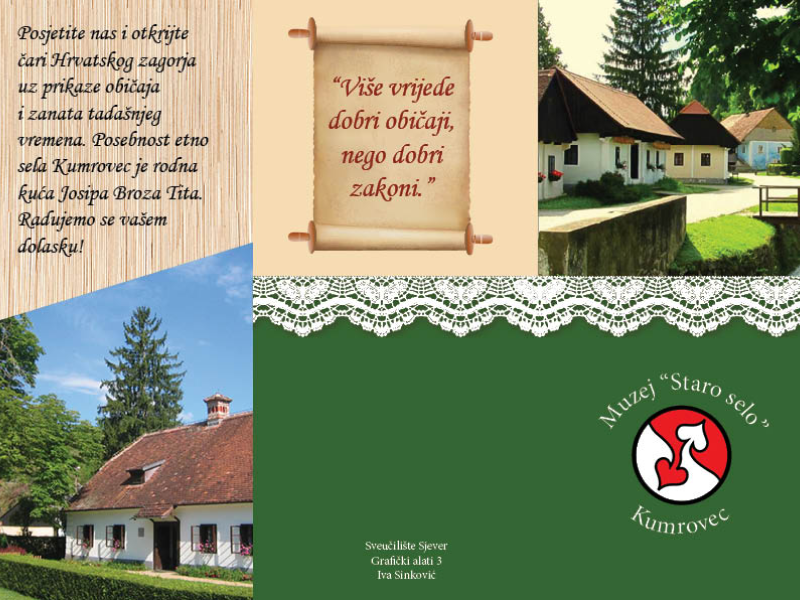 Posjetite nas i otkrijte
čari Hrvatskog zagorja
uz prikaze običaja
i zanata tadašnjeg
vremena. Posebnost etno
sela Kumrovec je rodna
kuća Josipa Broza Tita.
Radujemo se vašem
dolasku!
“Više vrijede
dobri običaji,
nego dobri
zakoni.”
Muzej “Staro selo”
Kumrovec
Sveučilište Sjever
Grafički alati 3
Iva Sinković